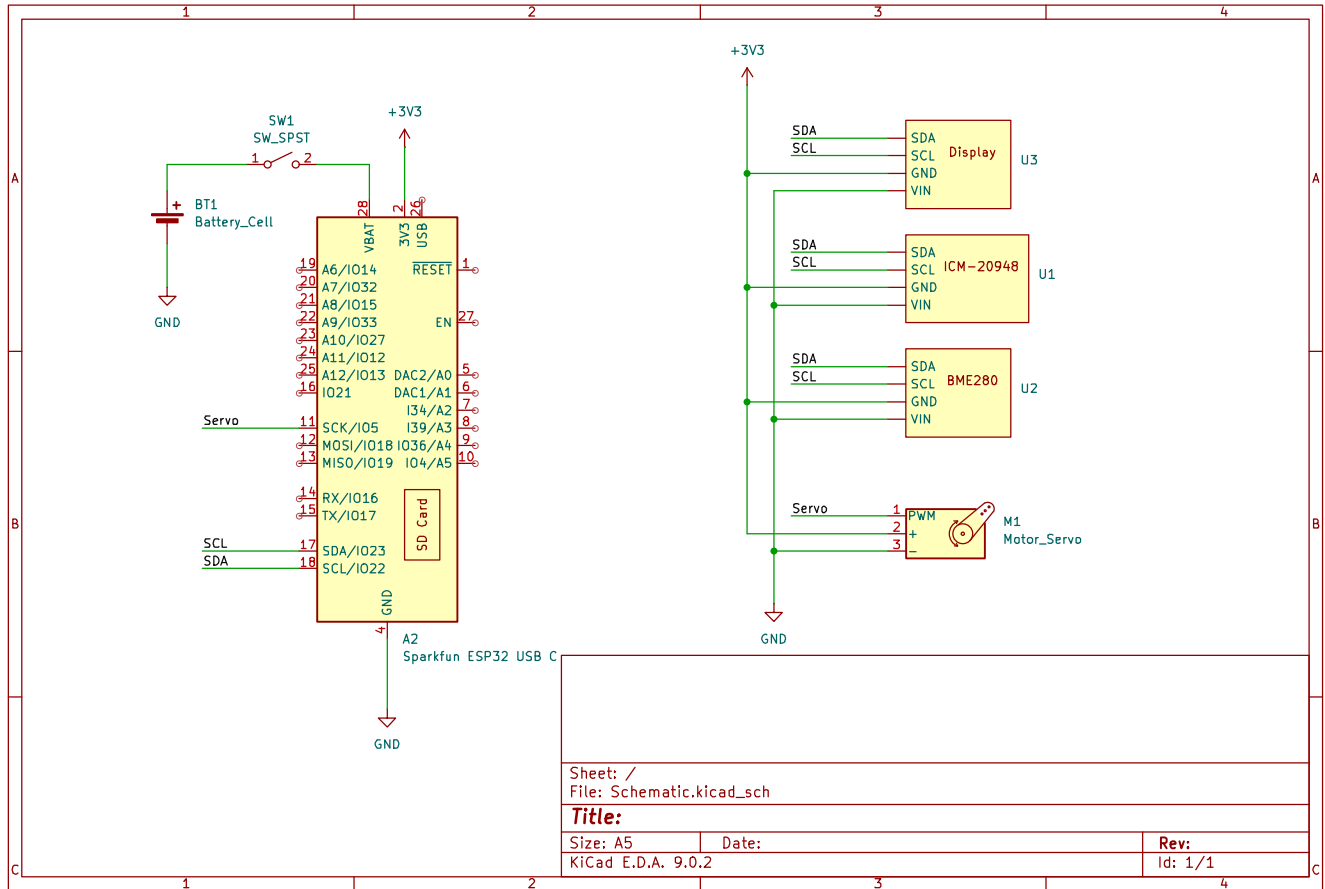 1 2 3 4
A
B
C
+3V3
SW1
SW_SPST
1 2
+
BT1
Battery_Cell
GND
28 VBAT
2 3V3
26 USB
19 A6/IO14
20 A7/IO32
21 A8/IO15
22 A9/IO33
23 A10/IO27
24 A11/IO12
25 A12/IO13
16 IO21
Servo 11 SCK/IO5
12 MOSI/IO18
13 MISO/IO19
14 RX/IO16
15 TX/IO17
SCL 17 SDA/IO23
SDA 18 SCL/IO22
RESET 1
EN 27
DAC2/A0 5
DAC1/A1 6
I34/A2 7
I39/A3 8
IO36/A4 9
IO4/A5 10
SD Card
GND
4
A2
Sparkfun ESP32 USB C
GND
+3V3
SDA SDA
SCL SCL
GND
VIN
Display
U3
SDA SDA
SCL SCL
GND
VIN
ICM-20948
U1
SDA SDA
SCL SCL
GND
VIN
BME280
U2
Servo 1 PWM
2 +
3 -
M1
Motor_Servo
GND
A
B
C
Sheet: /
File: Schematic.kicad_sch
Title:
Size: A5 Date: Rev:
KiCad E.D.A. 9.0.2 Id: 1/1
1 2 3 4